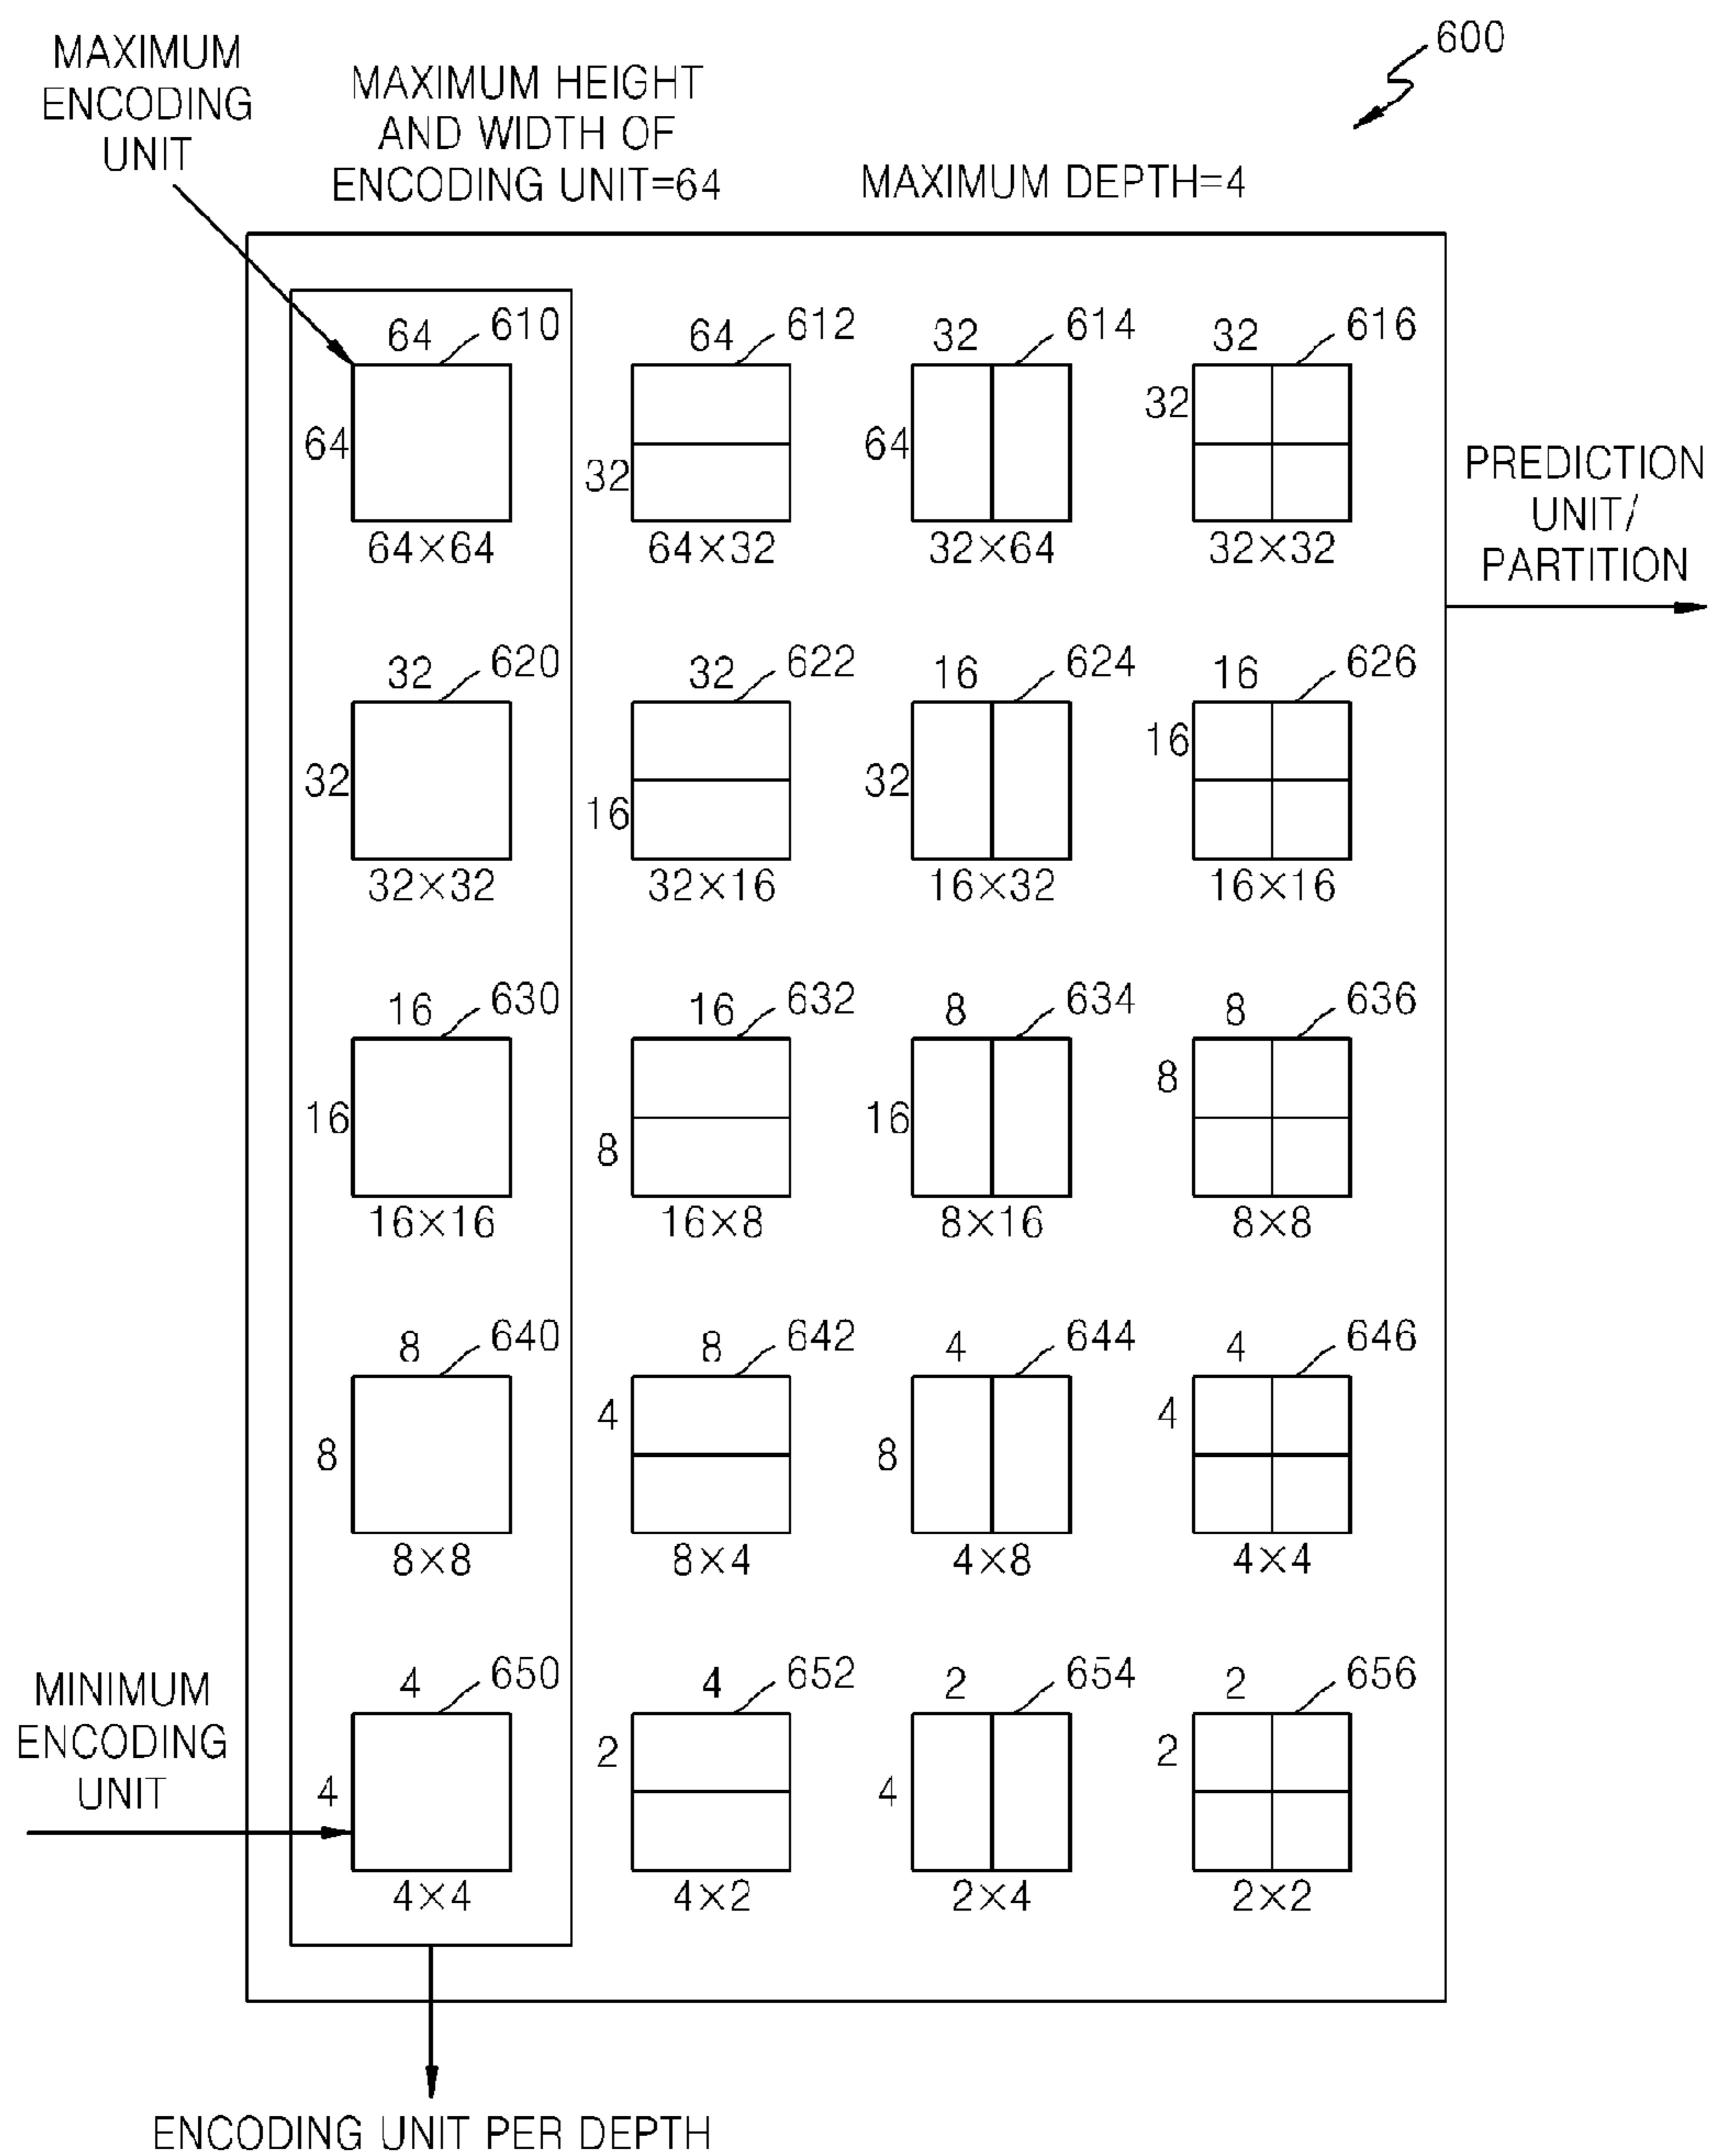 600
MAXIMUM
ENCODING
UNIT
MAXIMUM HEIGHT
AND WIDTH OF
ENCODING UNIT=64
MAXIMUM DEPTH=4
64 610 64 612 32 614 32 616
64 32 64 32
64×64 64×32 32×64 32×32
PREDICTION
UNIT/
PARTITION
32 620 32 622 16 624 16 626
32 16 32 16
32×32 32×16 16×32 16×16
16 630 16 632 8 634 8 636
16 8 16 8
16×16 16×8 8×16 8×8
8 640 8 642 4 644 4 646
8 4 8 4
8×8 8×4 4×8 4×4
MINIMUM
ENCODING
UNIT
4 650 4 652 2 654 2 656
4 2 4 2
4×4 4×2 2×4 2×2
ENCODING UNIT PER DEPTH